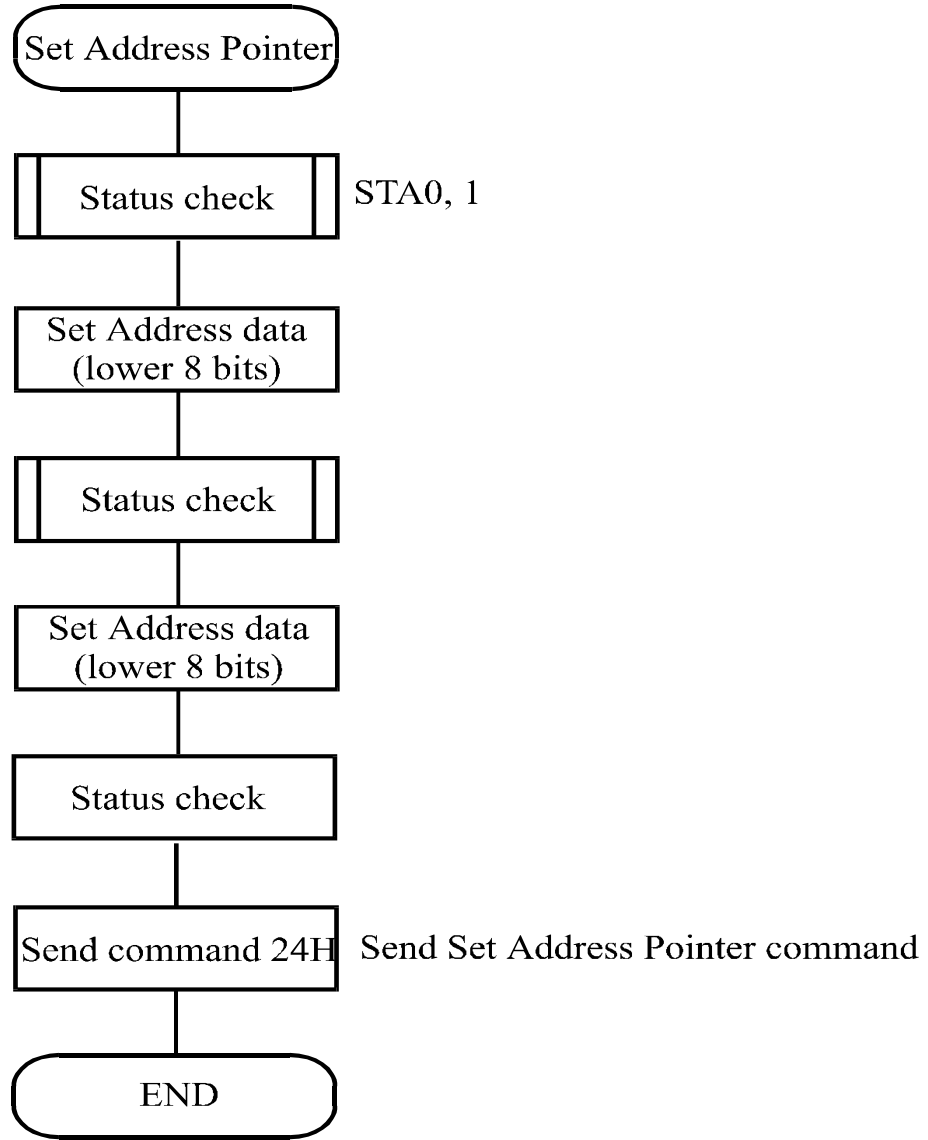 Set Address Pointer
Status check
STA0, 1
Set Address data
(lower 8 bits)
Status check
Set Address data
(lower 8 bits)
Status check
Send command 24H
Send Set Address Pointer command
END